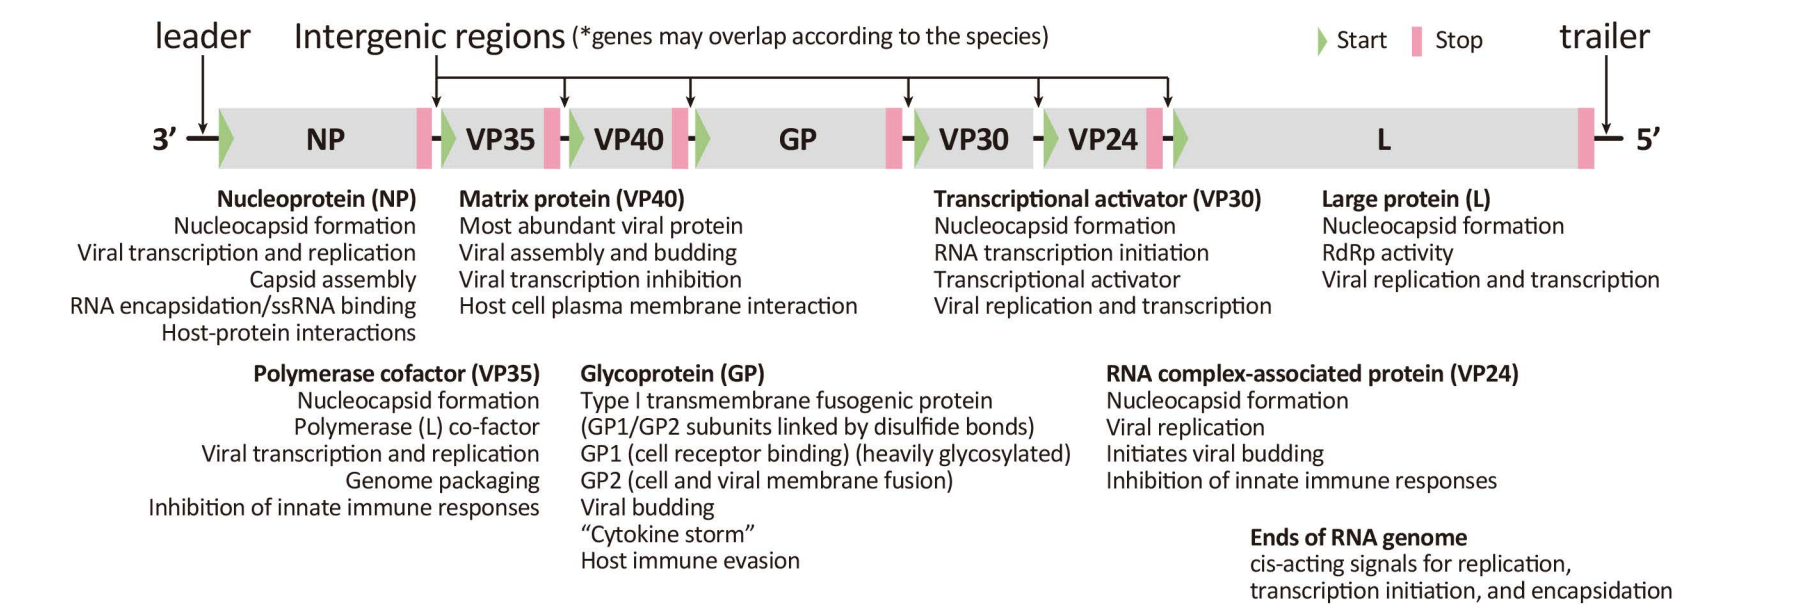 leader
Intergenic regions (*genes may overlap according to the species)
Start
Stop
trailer
3’ NP VP35 VP40 GP VP30 VP24 L 5’
Nucleoprotein (NP)
Nucleocapsid formation
Viral transcription and replication
Capsid assembly
RNA encapsidation/ssRNA binding
Host-protein interactions
Matrix protein (VP40)
Most abundant viral protein
Viral assembly and budding
Viral transcription inhibition
Host cell plasma membrane interaction
Transcriptional activator (VP30)
Nucleocapsid formation
RNA transcription initiation
Transcriptional activator
Viral replication and transcription
Large protein (L)
Nucleocapsid formation
RdRp activity
Viral replication and transcription
Polymerase cofactor (VP35)
Nucleocapsid formation
Polymerase (L) co-factor
Viral transcription and replication
Genome packaging
Inhibition of innate immune responses
Glycoprotein (GP)
Type I transmembrane fusogenic protein
(GP1/GP2 subunits linked by disulfide bonds)
GP1 (cell receptor binding) (heavily glycosylated)
GP2 (cell and viral membrane fusion)
Viral budding
“Cytokine storm”
Host immune evasion
RNA complex-associated protein (VP24)
Nucleocapsid formation
Viral replication
Initiates viral budding
Inhibition of innate immune responses
Ends of RNA genome
cis-acting signals for replication,
transcription initiation, and encapsidation